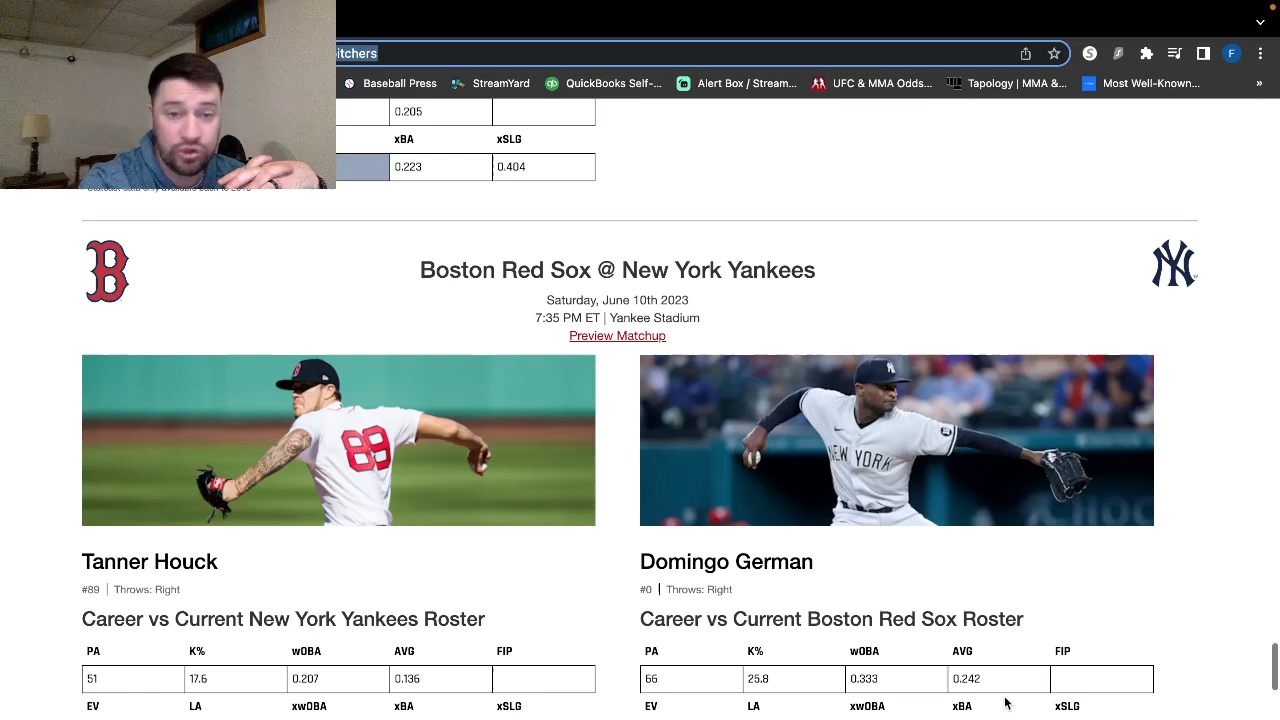 itchers
F
Baseball Press StreamYard QuickBooks Self-... Alert Box / Stream... UFC & MMA Odds... Tapology | MMA &... Most Well-Known... »
0.205
xBA xSLG
0.223 0.404
B
Boston Red Sox @ New York Yankees
NY
Saturday, June 10th 2023
7:35 PM ET | Yankee Stadium
Preview Matchup
89
NEW YORK
Tanner Houck
#89 | Throws: Right
Career vs Current New York Yankees Roster
PA K% wOBA AVG FIP
51 17.6 0.207 0.136
EV LA xwOBA xBA xSLG
Domingo German
#0 | Throws: Right
Career vs Current Boston Red Sox Roster
PA K% wOBA AVG FIP
66 25.8 0.333 0.242
EV LA xwOBA xBA xSLG